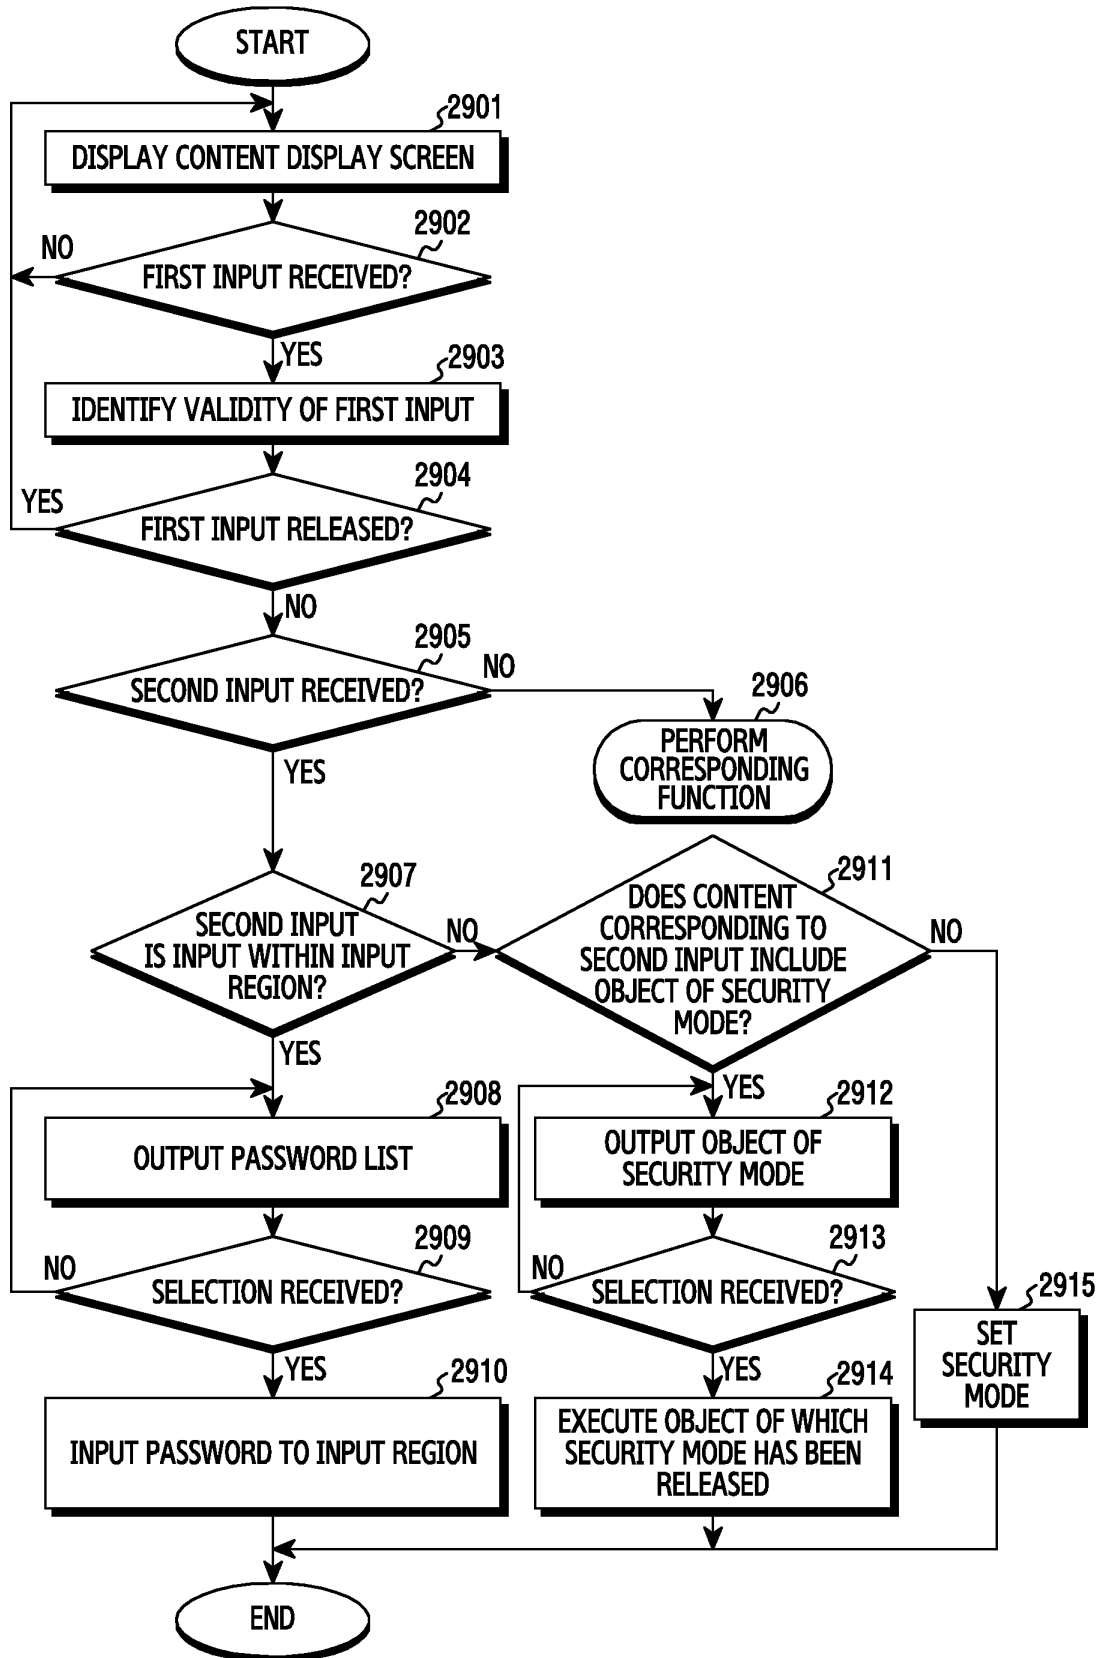 START
2901
DISPLAY CONTENT DISPLAY SCREEN
2902
NO
FIRST INPUT RECEIVED?
YES
2903
IDENTIFY VALIDITY OF FIRST INPUT
2904
YES
FIRST INPUT RELEASED?
NO
2905
NO
SECOND INPUT RECEIVED?
YES
2906
PERFORM
CORRESPONDING
FUNCTION
2907
SECOND INPUT
IS INPUT WITHIN INPUT
REGION?
NO
YES
2911
DOES CONTENT
CORRESPONDING TO
SECOND INPUT INCLUDE
OBJECT OF SECURITY
MODE?
NO
YES
2908
OUTPUT PASSWORD LIST
2909
NO
SELECTION RECEIVED?
YES
2910
INPUT PASSWORD TO INPUT REGION
2912
OUTPUT OBJECT OF
SECURITY MODE
2913
NO
SELECTION RECEIVED?
YES
2914
EXECUTE OBJECT OF WHICH
SECURITY MODE HAS BEEN
RELEASED
2915
SET
SECURITY
MODE
END